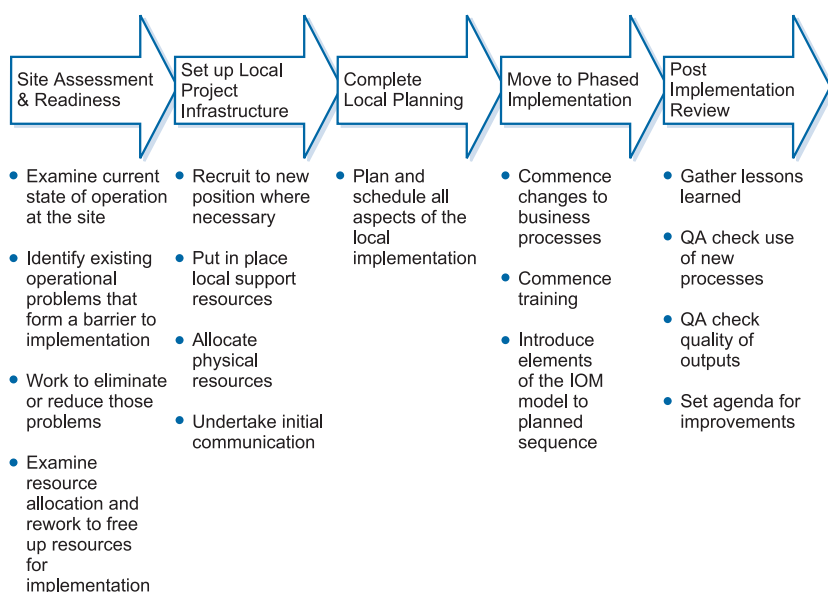 Site Assessment
& Readiness
Set up Local
Project
Infrastructure
Complete
Local Planning
Move to Phased
Implementation
Post
Implementation
Review
• Examine current
state of operation
at the site
• Identify existing
operational
problems that
form a barrier to
implementation
• Work to eliminate
or reduce those
problems
• Examine
resource
allocation and
rework to free
up resources
for
implementation
• Recruit to new
position where
necessary
• Put in place
local support
resources
• Allocate
physical
resources
• Undertake initial
communication
• Plan and
schedule all
aspects of the
local
implementation
• Commence
changes to
business
processes
• Commence
training
• Introduce
elements
of the IOM
model to
planned
sequence
• Gather lessons
learned
• QA check use
of new
processes
• QA check
quality of
outputs
• Set agenda for
improvements